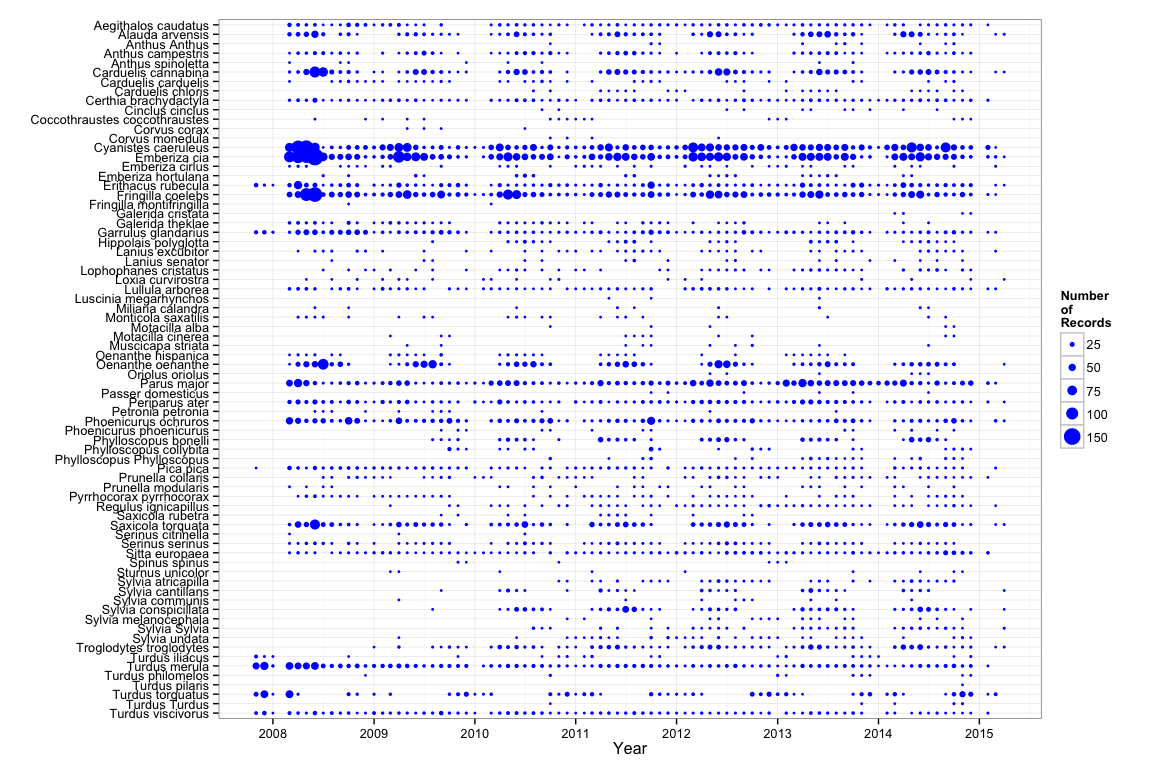 Aegithalos caudatus
Alauda arvensis
Anthus Anthus
Anthus campestris
Anthus spinoletta
Carduelis cannabina
Carduelis carduelis
Carduelis chloris
Certhia brachydactyla
Cinclus cinclus
Coccothraustes coccothraustes
Corvus corax
Corvus monedula
Cyanistes caeruleus
Emberiza cia
Emberiza cirlus
Emberiza hortulana
Erithacus rubecula
Fringilla coelebs
Fringilla montifringilla
Galerida cristata
Galerida theklae
Garrulus glandarius
Hippolais polyglotta
Lanius excubitor
Lanius senator
Lophophanes cristatus
Loxia curvirostra
Lullula arborea
Luscinia megarhynchos
Miliaria calandra
Monticola saxatilis
Motacilla alba
Motacilla cinerea
Muscicapa striata
Oenanthe hispanica
Oenanthe oenanthe
Oriolus oriolus
Parus major
Passer domesticus
Periparus ater
Petronia petronia
Phoenicurus ochruros
Phoenicurus phoenicurus
Phylloscopus bonelli
Phylloscopus collybita
Phylloscopus Phylloscopus
Pica pica
Prunella collaris
Prunella modularis
Pyrrhocorax pyrrhocorax
Regulus ignicapillus
Saxicola rubetra
Saxicola torquata
Serinus citrinella
Serinus serinus
Sitta europaea
Spinus spinus
Sturnus unicolor
Sylvia atricapilla
Sylvia cantillans
Sylvia communis
Sylvia conspicillata
Sylvia melanocephala
Sylvia Sylvia
Sylvia undata
Troglodytes troglodytes
Turdus iliacus
Turdus merula
Turdus philomelos
Turdus pilaris
Turdus torquatus
Turdus Turdus
Turdus viscivorus
2008 2009 2010 2011 2012 2013 2014 2015
Year
Number
of
Records
25
50
75
100
150